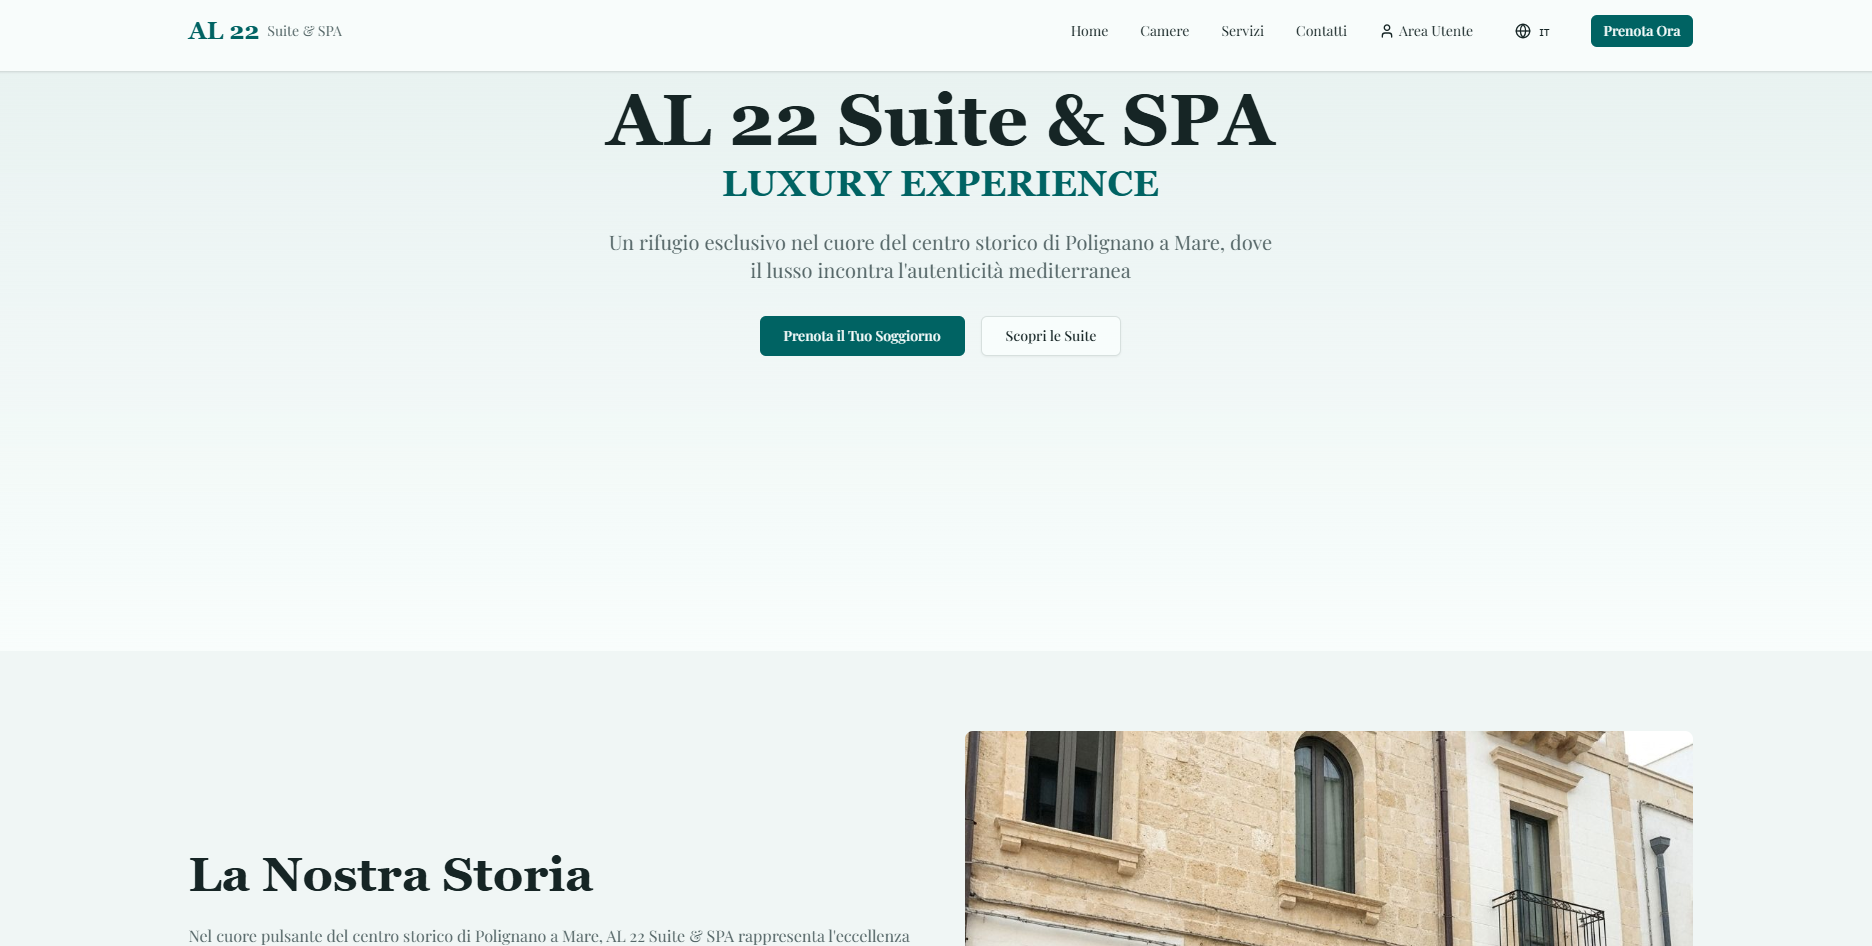 AL 22 Suite & SPA
Home Camere Servizi Contatti Area Utente IT Prenota Ora
AL 22 Suite & SPA
LUXURY EXPERIENCE
Un rifugio esclusivo nel cuore del centro storico di Polignano a Mare, dove
il lusso incontra l'autenticità mediterranea
Prenota il Tuo Soggiorno
Scopri le Suite
La Nostra Storia
Nel cuore pulsante del centro storico di Polignano a Mare, AL 22 Suite & SPA rappresenta l'eccellenza